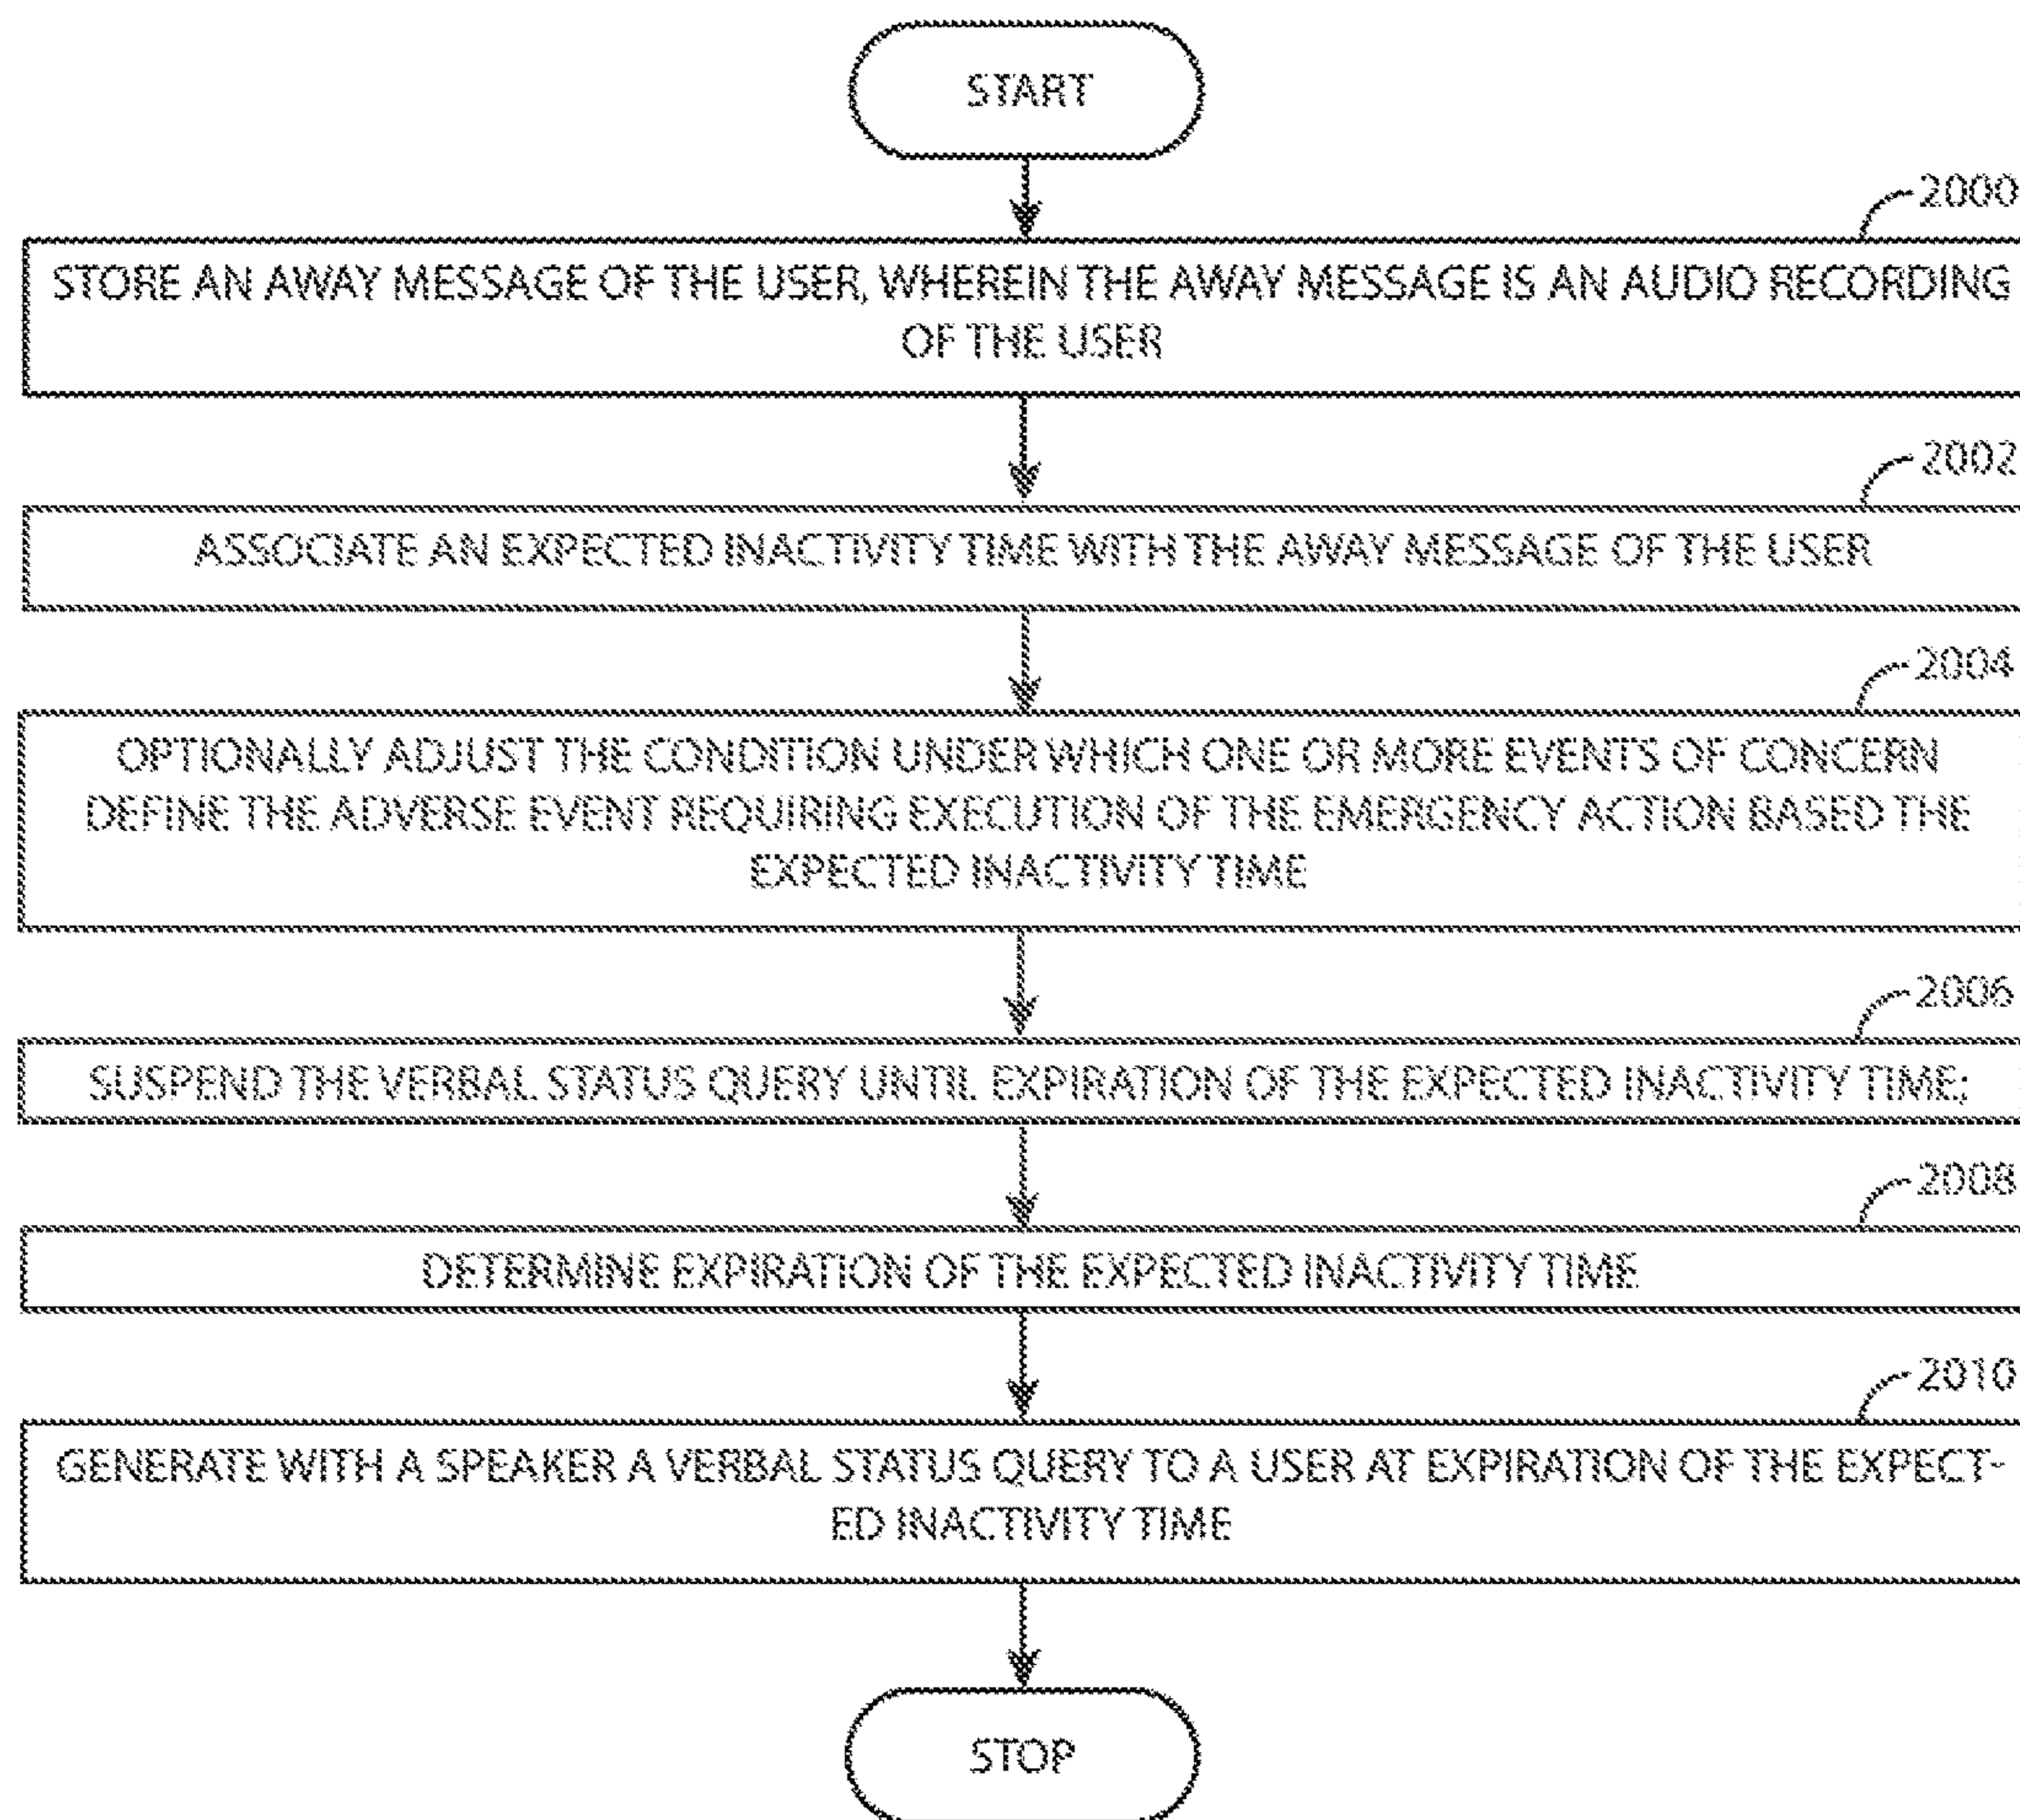 START
2000
STORE AN AWAY MESSAGE OF THE USER, WHEREIN THE AWAY MESSAGE IS AN AUDIO RECORDING
OF THE USER
2002
ASSOCIATE AN EXPECTED INACTIVITY TIME WITH THE AWAY MESSAGE OF THE USER
2004
OPTIONALLY ADJUST THE CONDITION UNDER WHICH ONE OR MORE EVENTS OF CONCERN
DEFINE THE ADVERSE EVENT REQUIRING EXECUTION OF THE EMERGENCY ACTION BASED THE
EXPECTED INACTIVITY TIME
2006
SUSPEND THE VERBAL STATUS QUERY UNTIL EXPIRATION OF THE EXPECTED INACTIVITY TIME;
2008
DETERMINE EXPIRATION OF THE EXPECTED INACTIVITY TIME
2010
GENERATE WITH A SPEAKER A VERBAL STATUS QUERY TO A USER AT EXPIRATION OF THE EXPECT-
ED INACTIVITY TIME
STOP